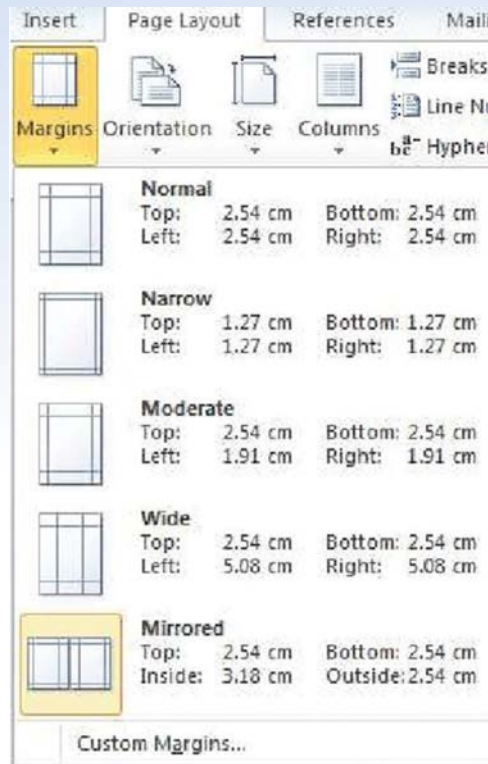 Insert Page Layout References
Breaks
Line
Margins Orientation Size Columns
Normal
Top: 2.54 cm Bottom: 2.54 cm
Left: 2.54 cm Right: 2.54 cm
Narrow
Top: 1.27 cm Bottom: 1.27 cm
Left: 1.27 cm Right: 1.27 cm
Moderate
Top: 2.54 cm Bottom: 2.54 cm
Left: 1.91 cm Right: 1.91 cm
Wide
Top: 2.54 cm Bottom: 2.54 cm
Left: 5.08 cm Right: 5.08 cm
Mirrored
Top: 2.54 cm Bottom: 2.54 cm
Inside: 3.18 cm Outside: 2.54 cm
Custom Margins...